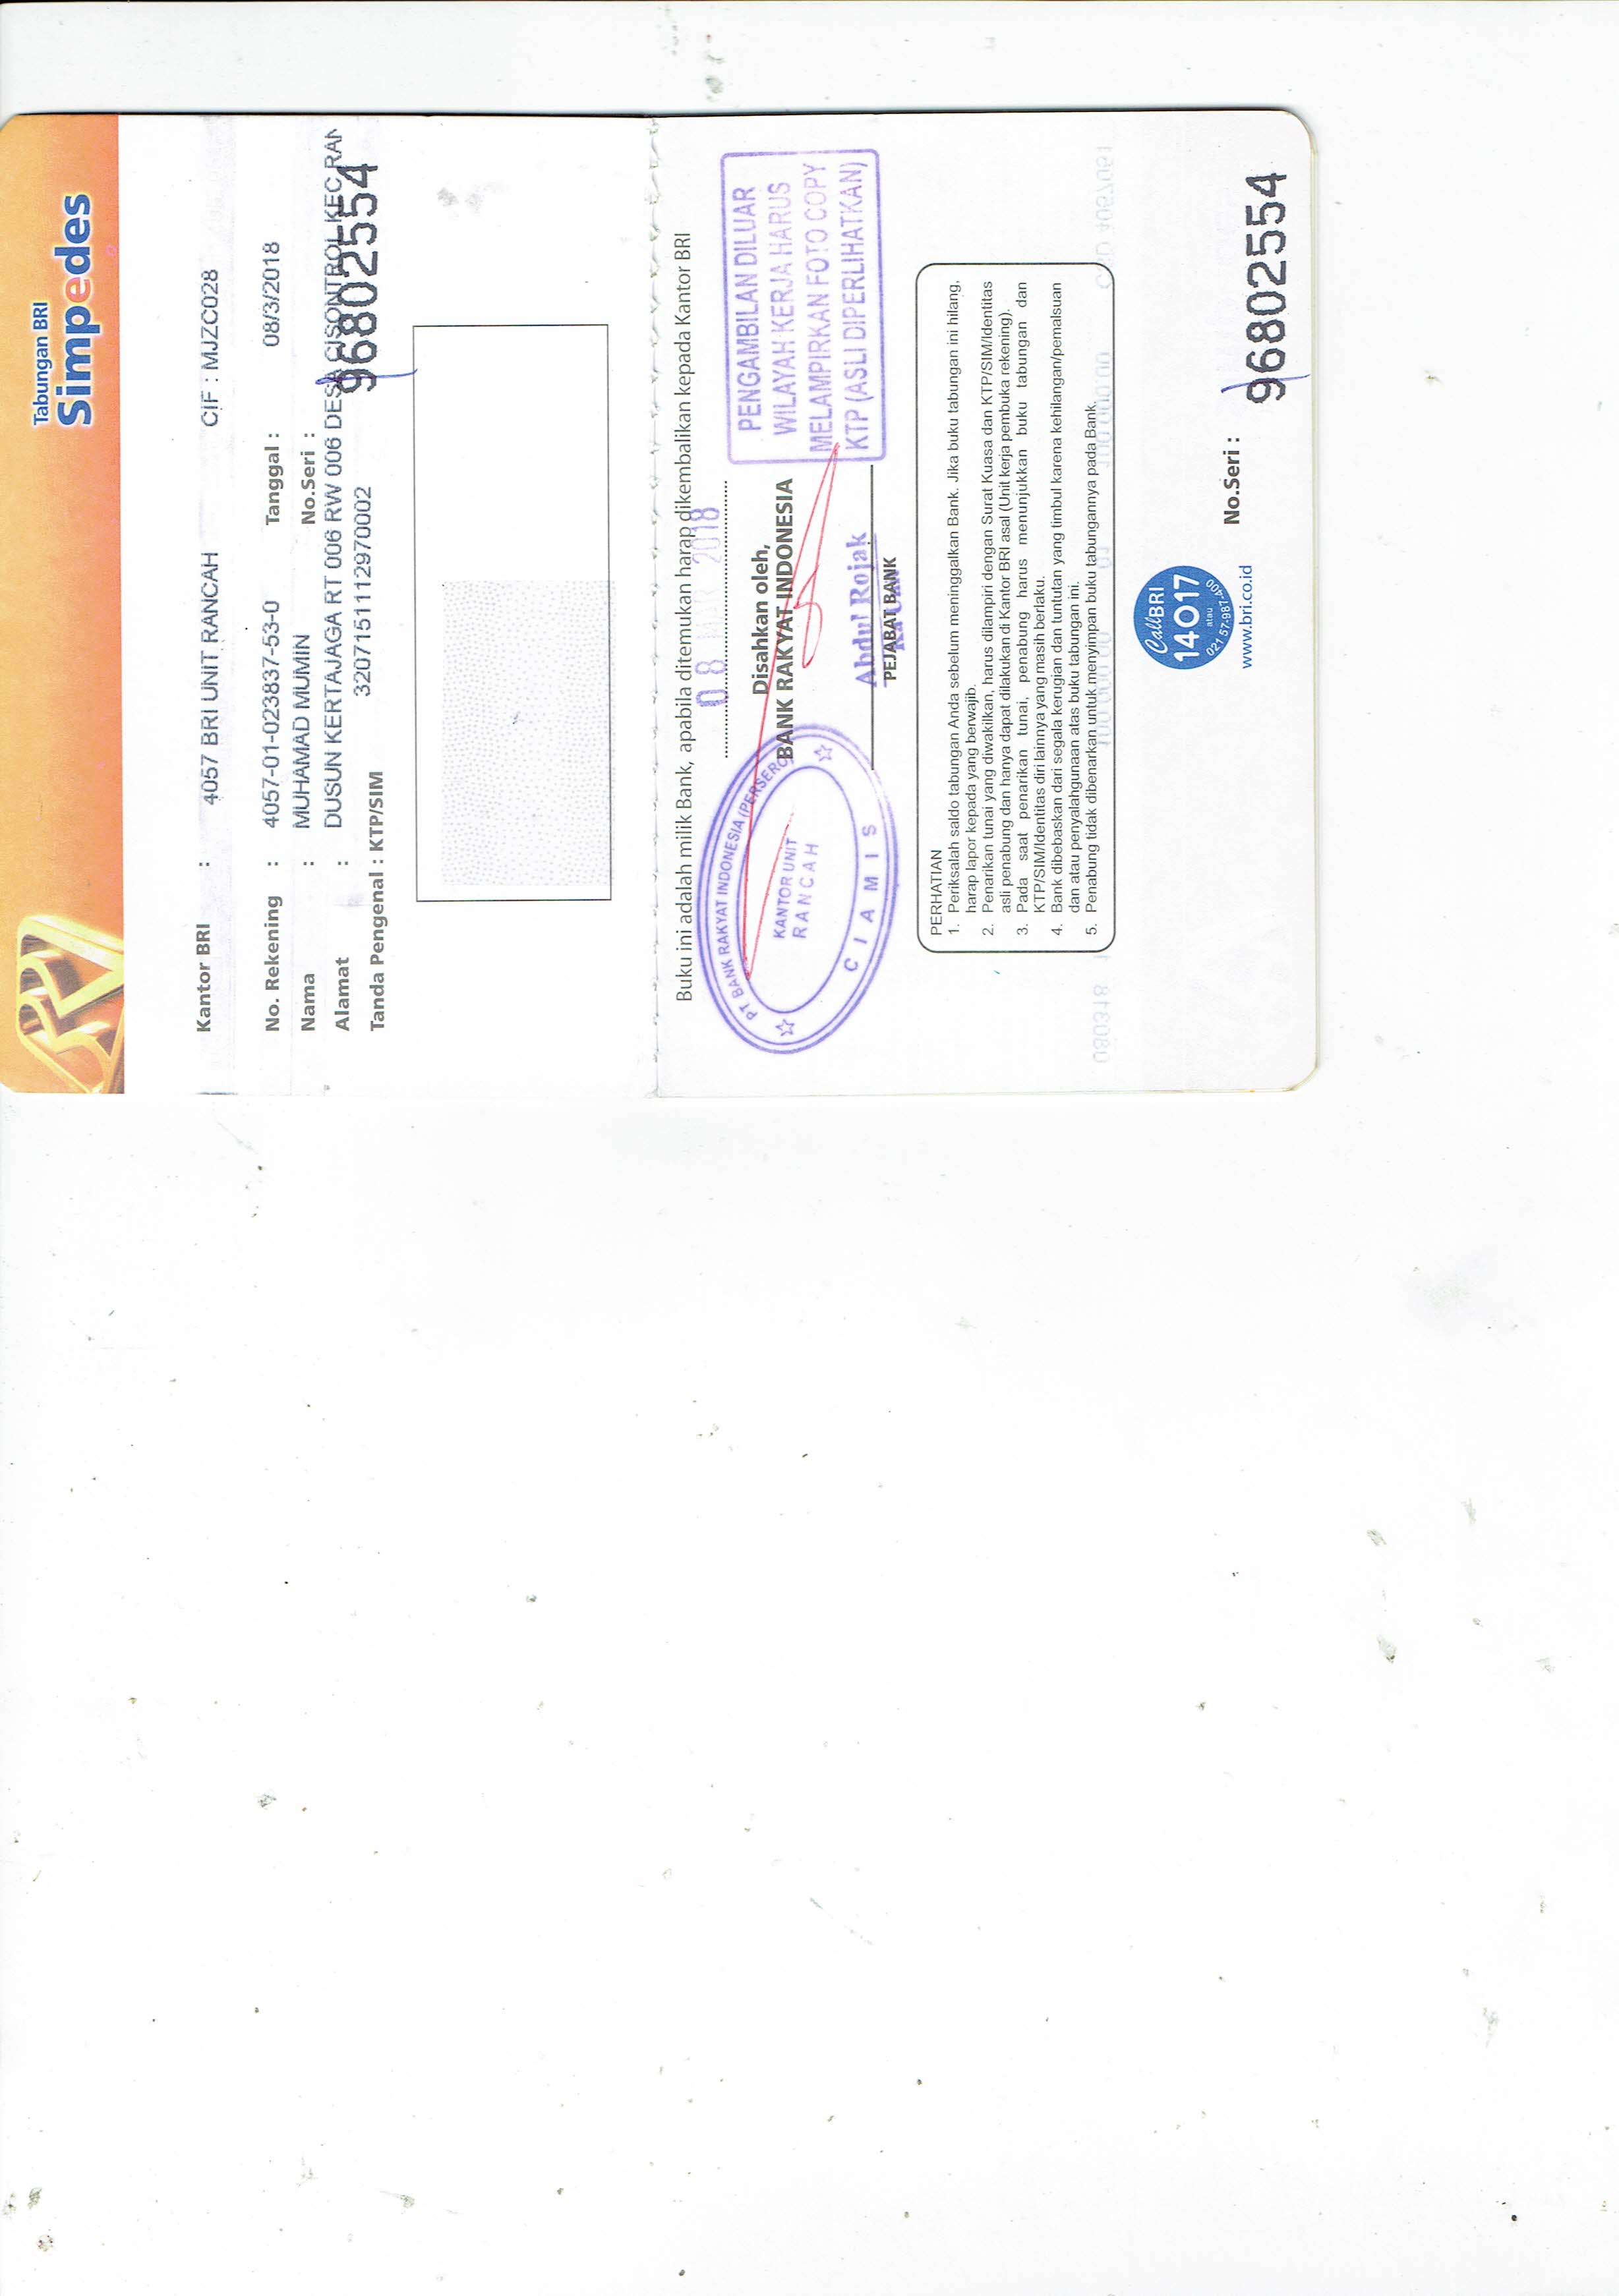 Tabungan BRI
Simpedes
Kantor BRI : 4057 BRI UNIT RANCAH CIF : MJZC028
No. Rekening : 4057-01-023837-53-0 Tanggal : 08/3/2018
Nama : MUHAMAD MUMIN No.Seri :
Alamat : DUSUN KERTAJAGA RT 006 RW 006 DESA CISONTROL KEC RAN
96802554
Tanda Pengenal : KTP/SIM 3207151112970002
Buku ini adalah milik Bank, apabila ditemukan harap dikembalikan kepada Kantor BRI
08 2018
Disahkan oleh,
BANK RAKYAT INDONESIA
PT BANK RAKYAT INDONESIA (PERSERO)
KANTOR UNIT
RANCAH
CIAMIS
Abdul Rojak
PEJABAT BANK
PENGAMBILAN DILUAR
WILAYAH KERJA HARUS
MELAMPIRKAN FOTO COPY
KTP (ASLI DIPERLIHATKAN)
PERHATIAN
1. Periksalah saldo tabungan Anda sebelum meninggalkan Bank. Jika buku tabungan ini hilang,
harap lapor kepada yang berwajib.
2. Penarikan tunai yang diwakilkan, harus dilampiri dengan Surat Kuasa dan KTP/SIM/Identitas
asli penabung dan hanya dapat dilakukan di Kantor BRI asal (Unit kerja pembuka rekening).
3. Pada saat penarikan tunai, penabung harus menunjukan buku tabungan dan
KTP/SIM/Identitas diri lainnya yang masih berlaku.
4. Bank dibebaskan dari segala kerugian dan tuntutan yang timbul karena kehilangan/pemalsuan
dan atau penyalahgunaan atas buku tabungan ini.
5. Penabung tidak dibenarkan untuk menyimpan buku tabungannya pada Bank.
Call BRI
14017
atau
021-57-987-400
www.bri.co.id
No.Seri : 96802554